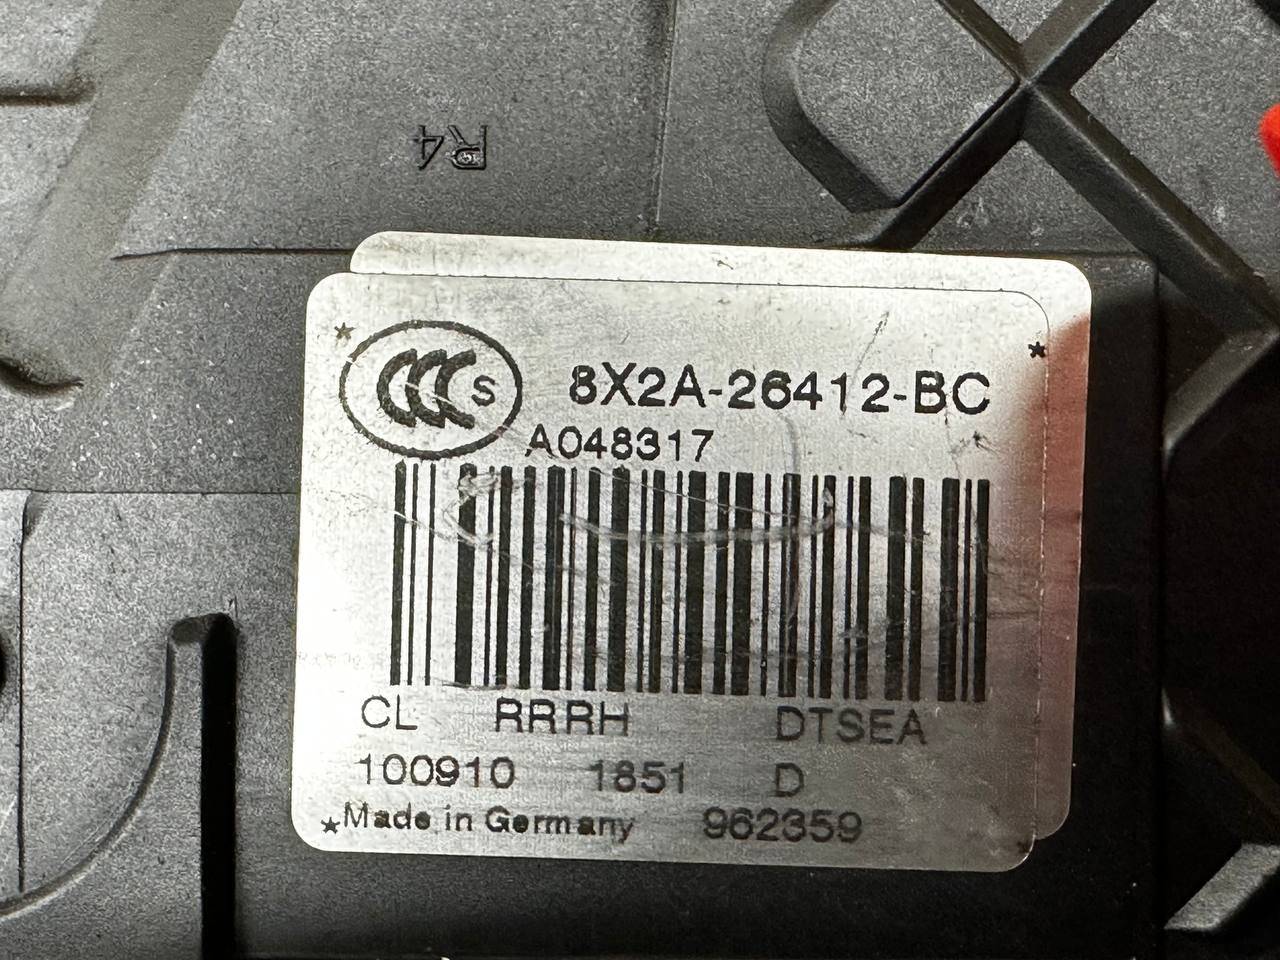 R4
CCC S
8X2A-26412-BC
A048317
CL RRRH DTSEA
100910 1851 D
*Made in Germany 962359